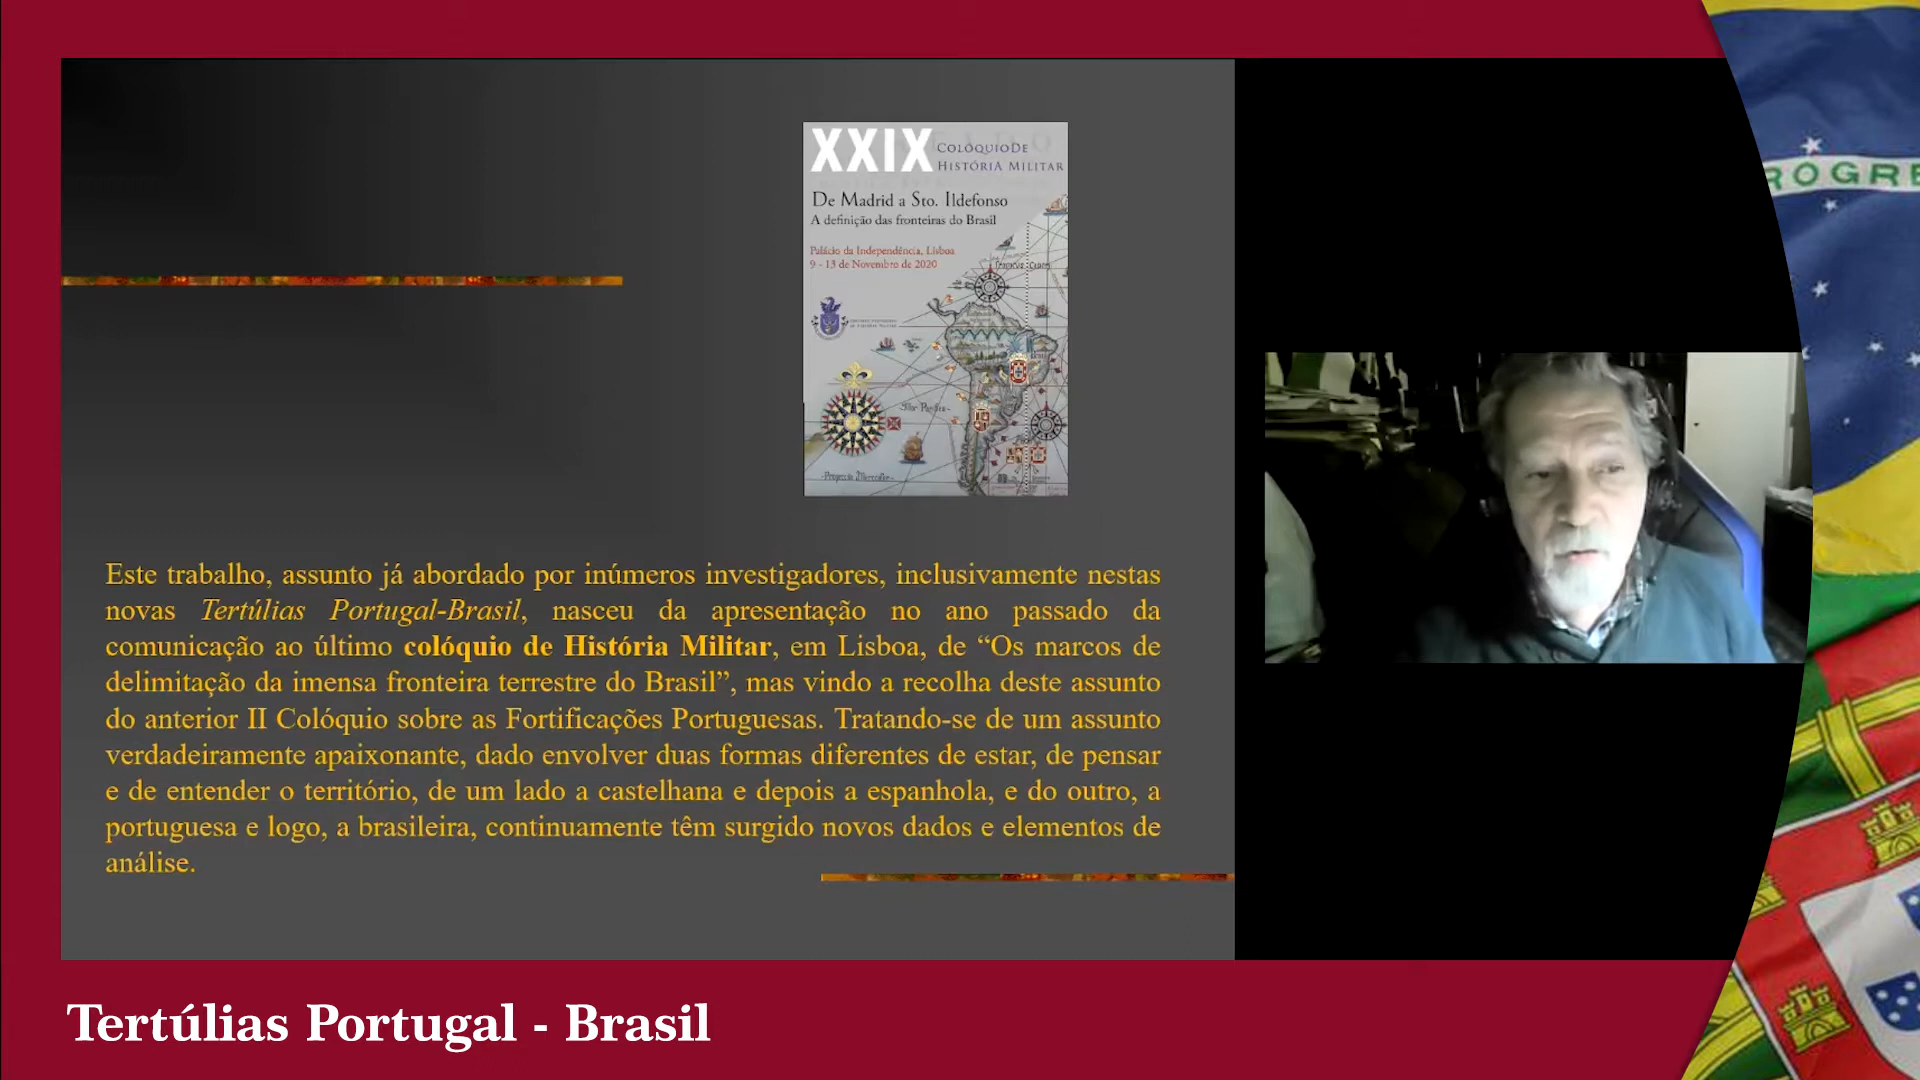 XXIX
COLÓQUIO DE
HISTÓRIA MILITAR
De Madrid a Sto. Ildefonso
A definição das fronteiras do Brasil
Palácio da Independência, Lisboa
9 - 13 de Novembro de 2020
Este trabalho, assunto já abordado por inúmeros investigadores, inclusivamente nestas
novas Tertúlias Portugal-Brasil, nasceu da apresentação no ano passado da
comunicação ao último colóquio de História Militar, em Lisboa, de “Os marcos de
delimitação da imensa fronteira terrestre do Brasil”, mas vindo a recolha deste assunto
do anterior II Colóquio sobre as Fortificações Portuguesas. Tratando-se de um assunto
verdadeiramente apaixonante, dado envolver duas formas diferentes de estar, de pensar
e de entender o território, de um lado a castelhana e depois a espanhola, e do outro, a
portuguesa e logo, a brasileira, continuamente têm surgido novos dados e elementos de
análise.
ROGRE
Tertúlias Portugal - Brasil